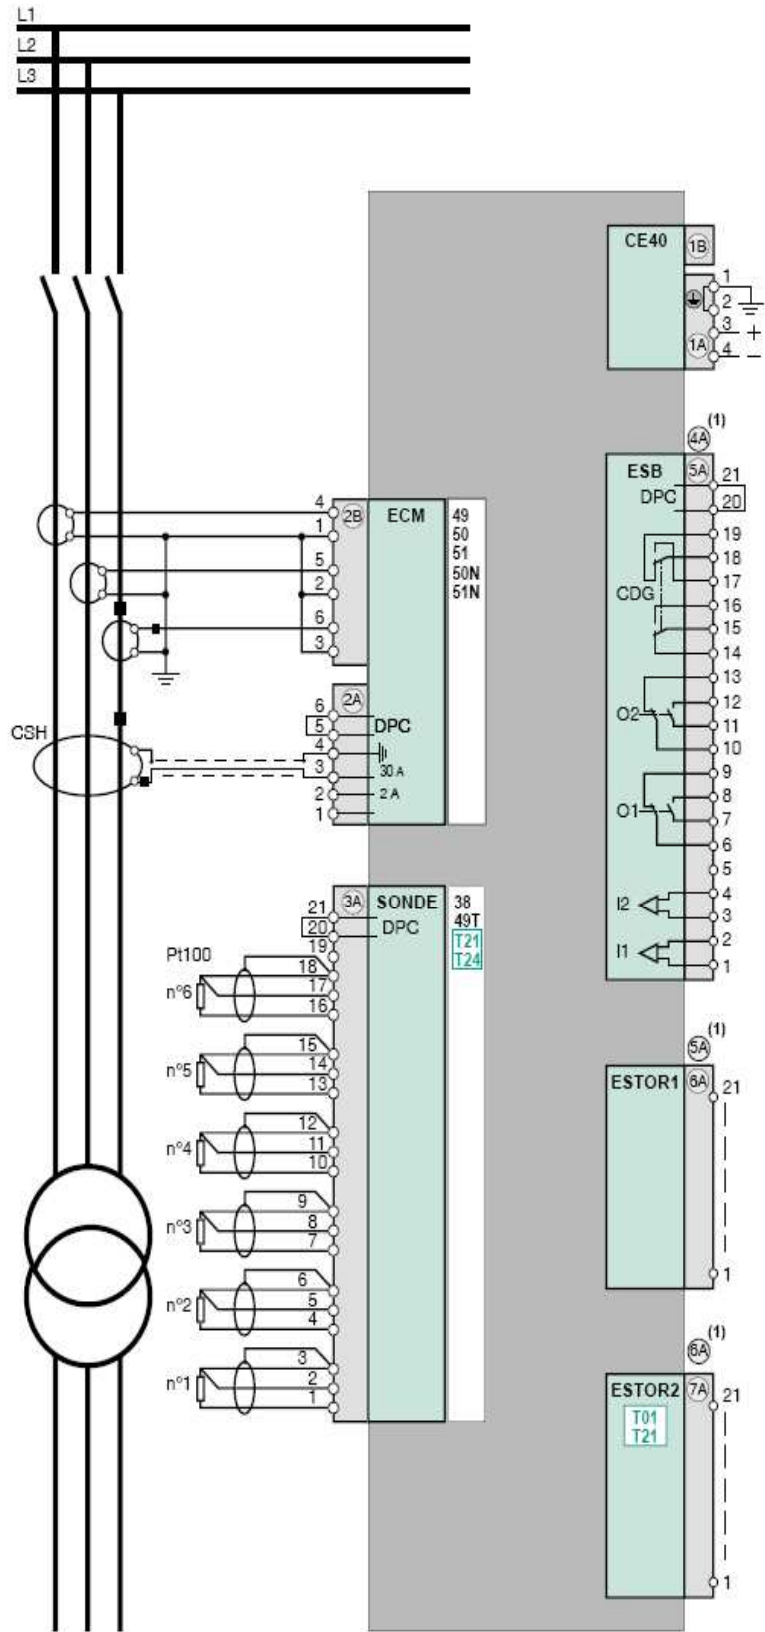 L1
L2
L3
CE40
1B
1
2
3 +
1A
4 −
4A (1)
ESB
5A
DPC
21
20
19
18
17
CDG
16
15
14
13
12
O2
11
10
9
8
O1
7
6
5
4
I2
3
2
I1
1
4
1
5
2
6
3
2B
ECM
49
50
51
50N
51N
2A
6
5
DPC
4
3
30 A
2
2 A
1
CSH
3A
SONDE
38
49T
T21
T24
21
20
DPC
19
Pt100
18
17
n°6
16
15
14
n°5
13
12
11
n°4
10
9
8
n°3
7
6
5
n°2
4
3
2
n°1
1
5A (1)
ESTOR1
6A
21
1
6A (1)
ESTOR2
7A
21
T01
T21
1